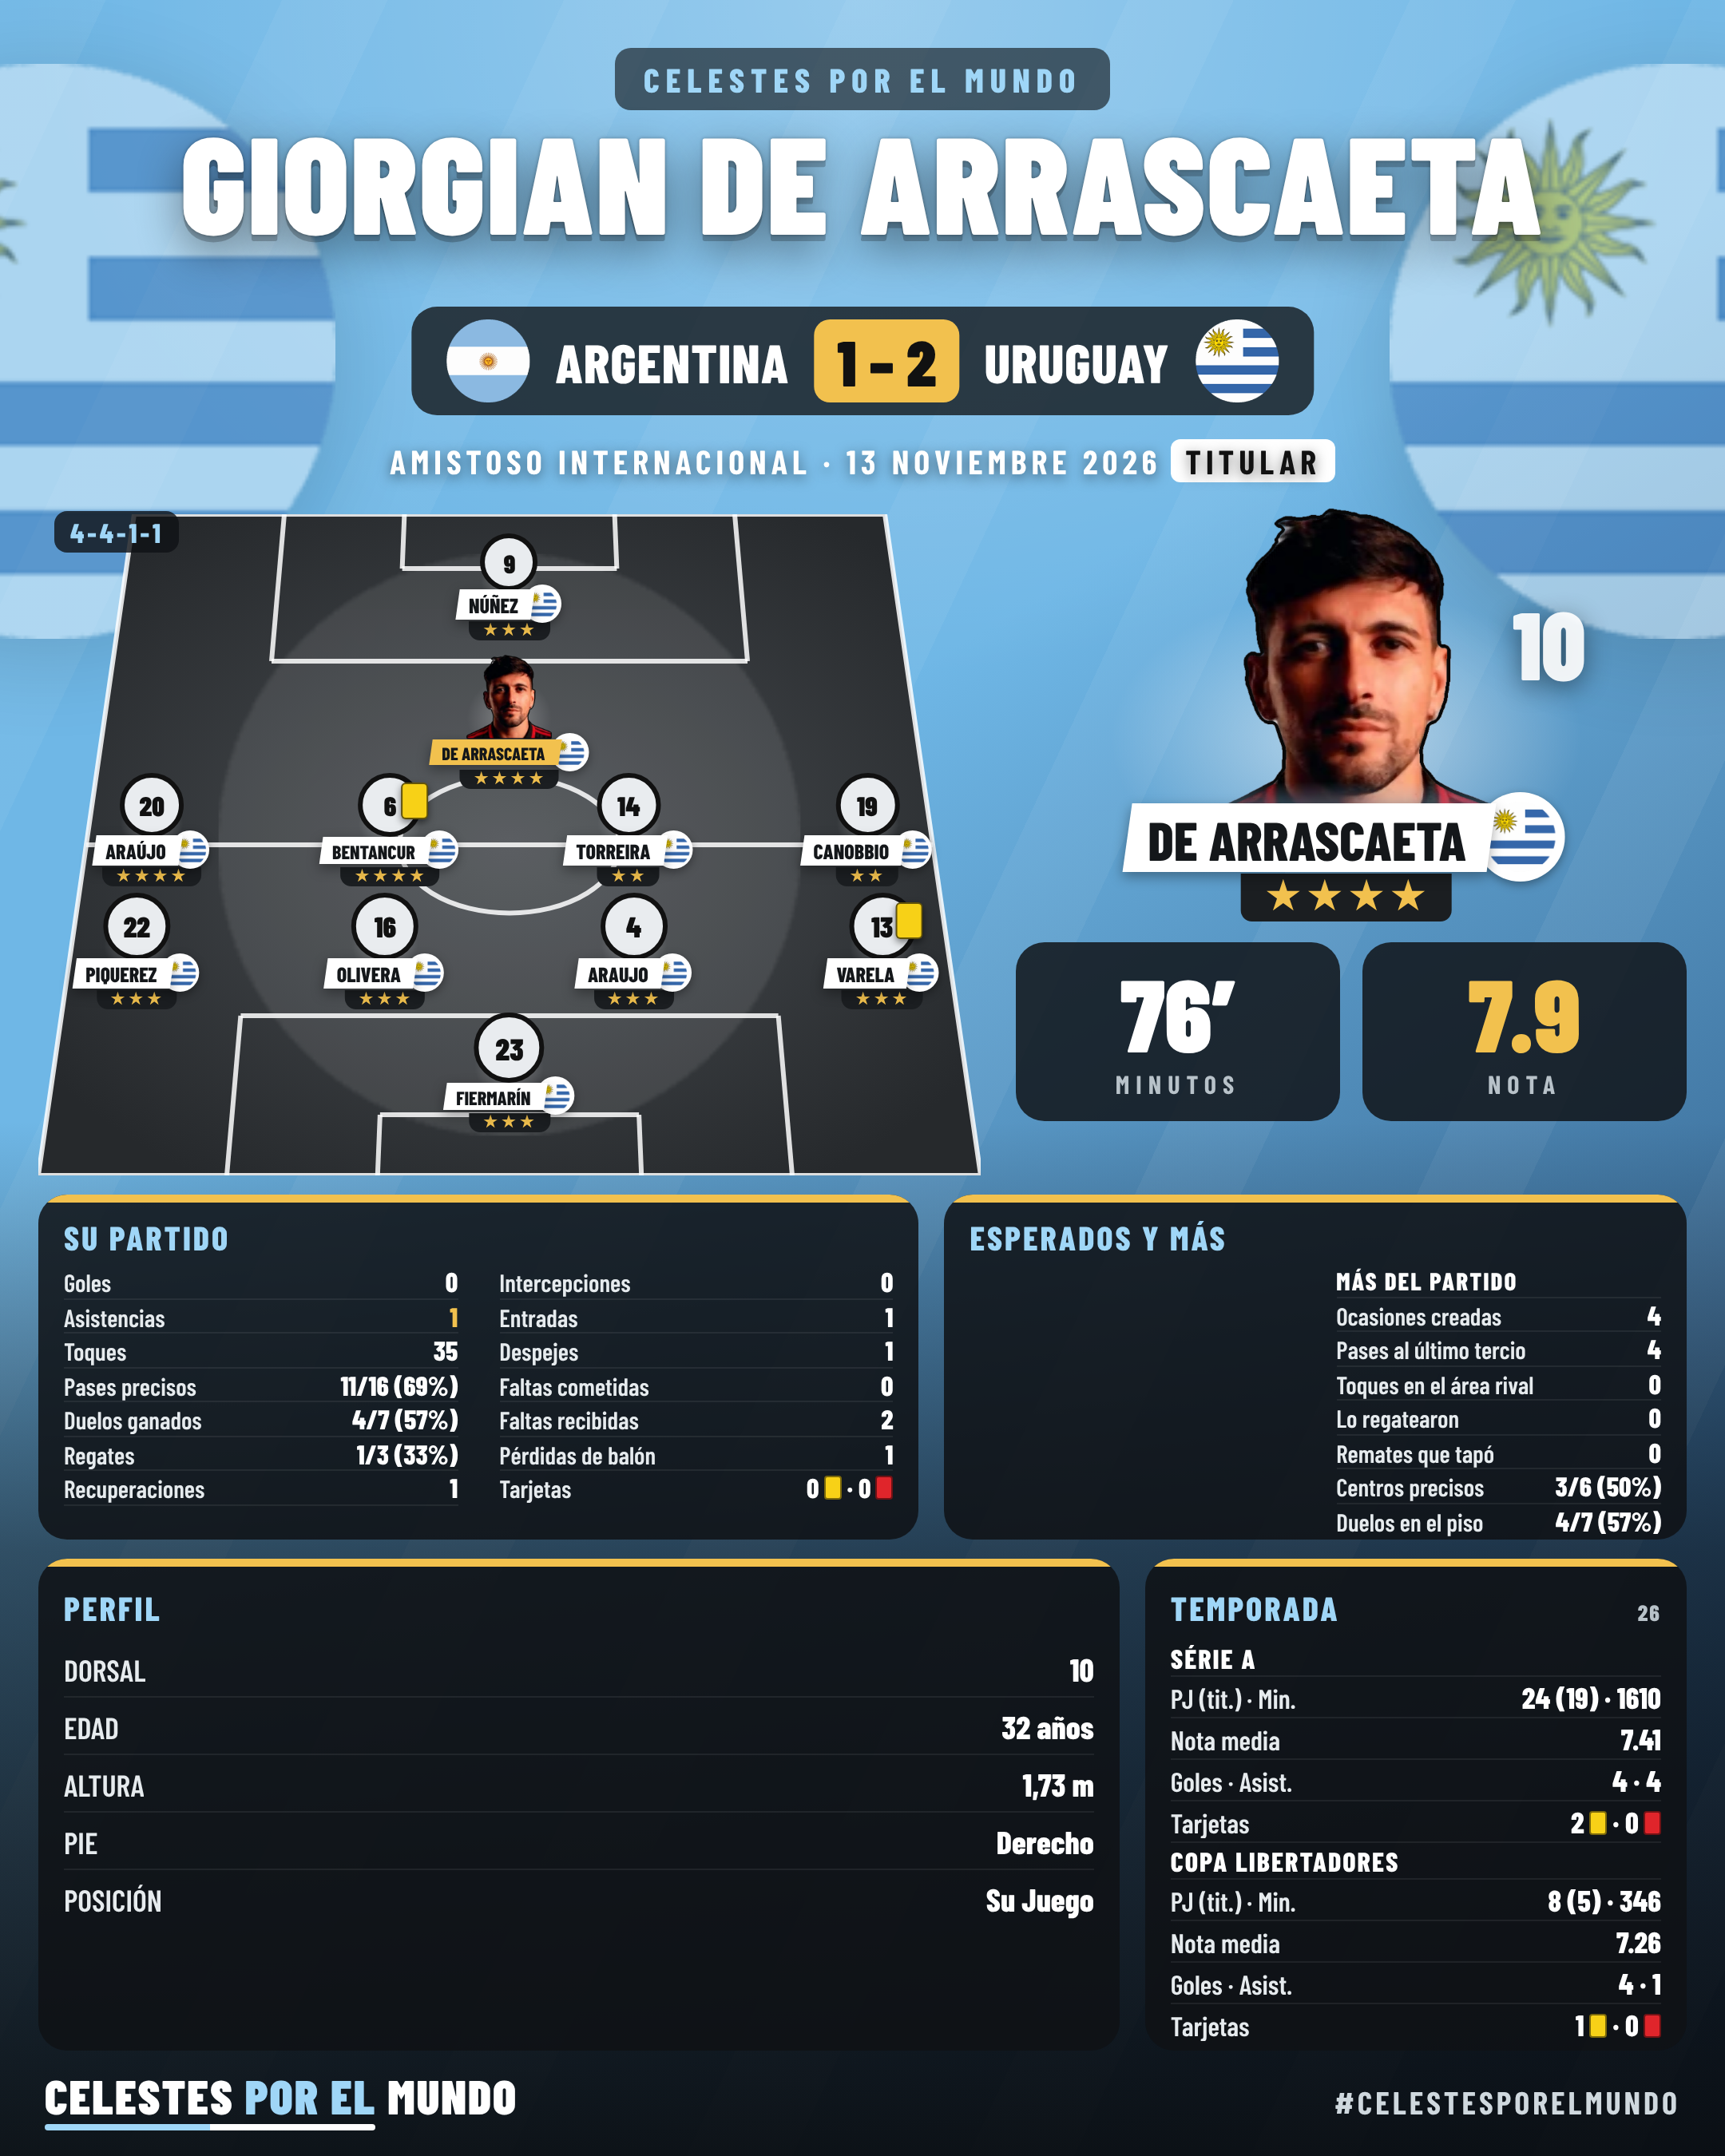 CELESTES POR EL MUNDO
GIORGIAN DE ARRASCAETA
ARGENTINA 1 - 2 URUGUAY
AMISTOSO INTERNACIONAL · 13 NOVIEMBRE 2026 TITULAR
4-4-1-1
9
NÚÑEZ
★★★
DE ARRASCAETA
★★★★
20 6 14 19
ARAÚJO BENTANCUR TORREIRA CANOBBIO
★★★★ ★★★★ ★★ ★★
22 16 4 13
PIQUEREZ OLIVERA ARAUJO VARELA
★★★ ★★★ ★★★ ★★★
23
FIERMARÍN
★★★
10
DE ARRASCAETA
★★★★
76’ 7.9
MINUTOS NOTA
SU PARTIDO
Goles 0
Asistencias 1
Toques 35
Pases precisos 11/16 (69%)
Duelos ganados 4/7 (57%)
Regates 1/3 (33%)
Recuperaciones 1
Intercepciones 0
Entradas 1
Despejes 1
Faltas cometidas 0
Faltas recibidas 2
Pérdidas de balón 1
Tarjetas 0 · 0
ESPERADOS Y MÁS
MÁS DEL PARTIDO
Ocasiones creadas 4
Pases al último tercio 4
Toques en el área rival 0
Lo regatearon 0
Remates que tapó 0
Centros precisos 3/6 (50%)
Duelos en el piso 4/7 (57%)
PERFIL
DORSAL 10
EDAD 32 años
ALTURA 1,73 m
PIE Derecho
POSICIÓN Su Juego
TEMPORADA 26
SÉRIE A
PJ (tit.) · Min. 24 (19) · 1610
Nota media 7.41
Goles · Asist. 4 · 4
Tarjetas 2 · 0
COPA LIBERTADORES
PJ (tit.) · Min. 8 (5) · 346
Nota media 7.26
Goles · Asist. 4 · 1
Tarjetas 1 · 0
CELESTES POR EL MUNDO
#CELESTESPORELMUNDO